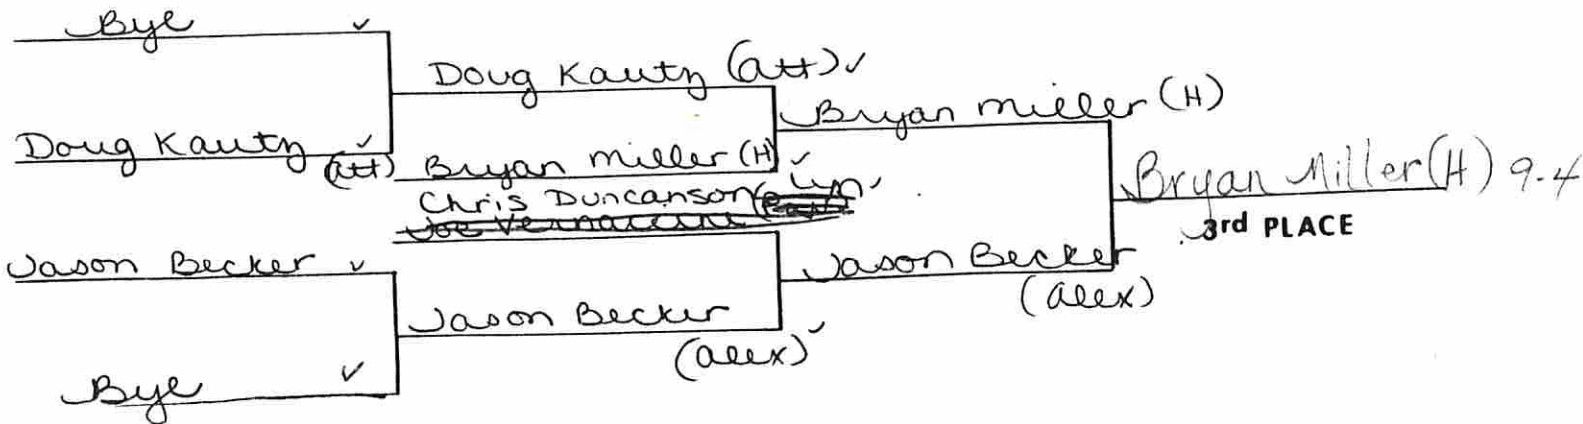 Bye ✓
Doug Kautz (att) ✓
Bryan Miller (H)
Doug Kautz ✓
(att)
Bryan Miller (H) ✓
Bryan Miller (H) 9-4
Chris Duncanson Lyn ✓
3rd PLACE
Jason Becker ✓
Jason Becker
(Alex)
Jason Becker
(Alex) ✓
Bye ✓